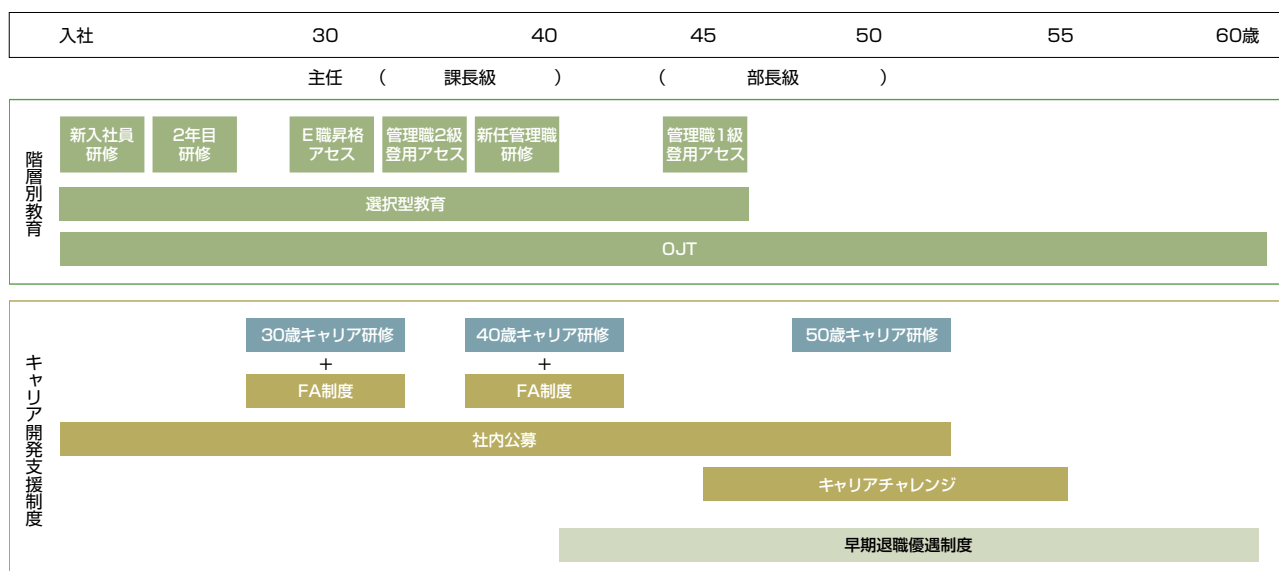 入社 30 40 45 50 55 60歳
主任 ( 課長級 ) ( 部長級 )
階層別教育
新入社員
研修
2年目
研修
E職昇格
アセス
管理職2級
登用アセス
新任管理職
研修
管理職1級
登用アセス
選択型教育
OJT
キャリア開発支援制度
30歳キャリア研修
+
FA制度
40歳キャリア研修
+
FA制度
50歳キャリア研修
社内公募
キャリアチャレンジ
早期退職優遇制度